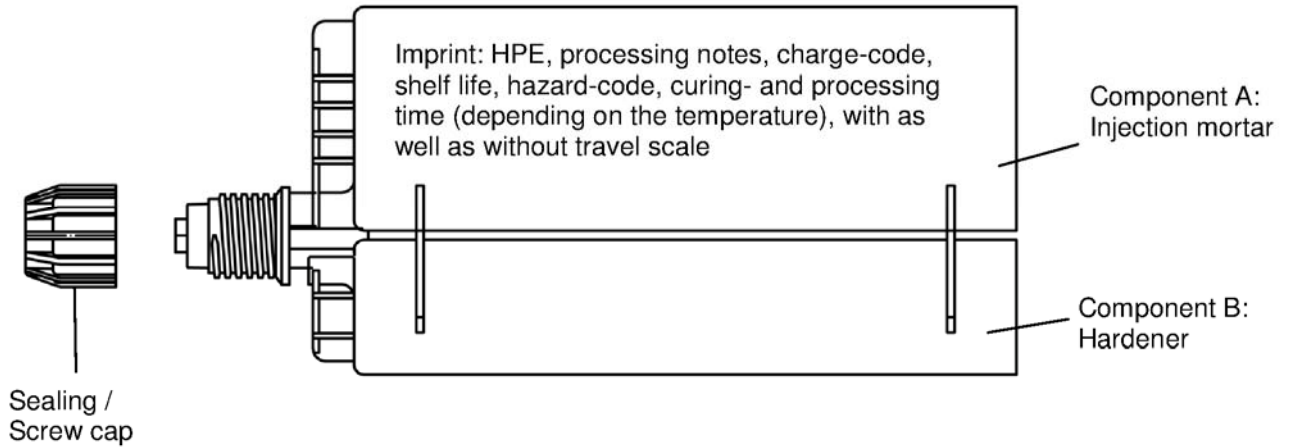 Imprint: HPE, processing notes, charge-code,
shelf life, hazard-code, curing- and processing
time (depending on the temperature), with as
well as without travel scale
Component A:
Injection mortar
Component B:
Hardener
Sealing /
Screw cap